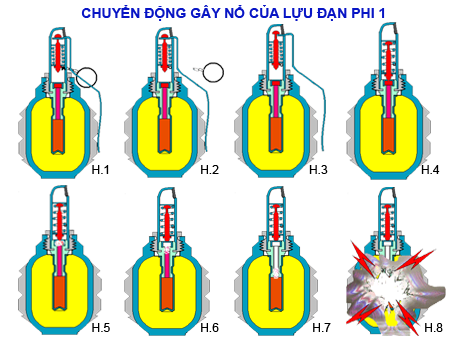 CHUYỂN ĐỘNG GÂY NỔ CỦA LỰU ĐẠN PHI 1
H.1
H.2
H.3
H.4
H.5
H.6
H.7
H.8